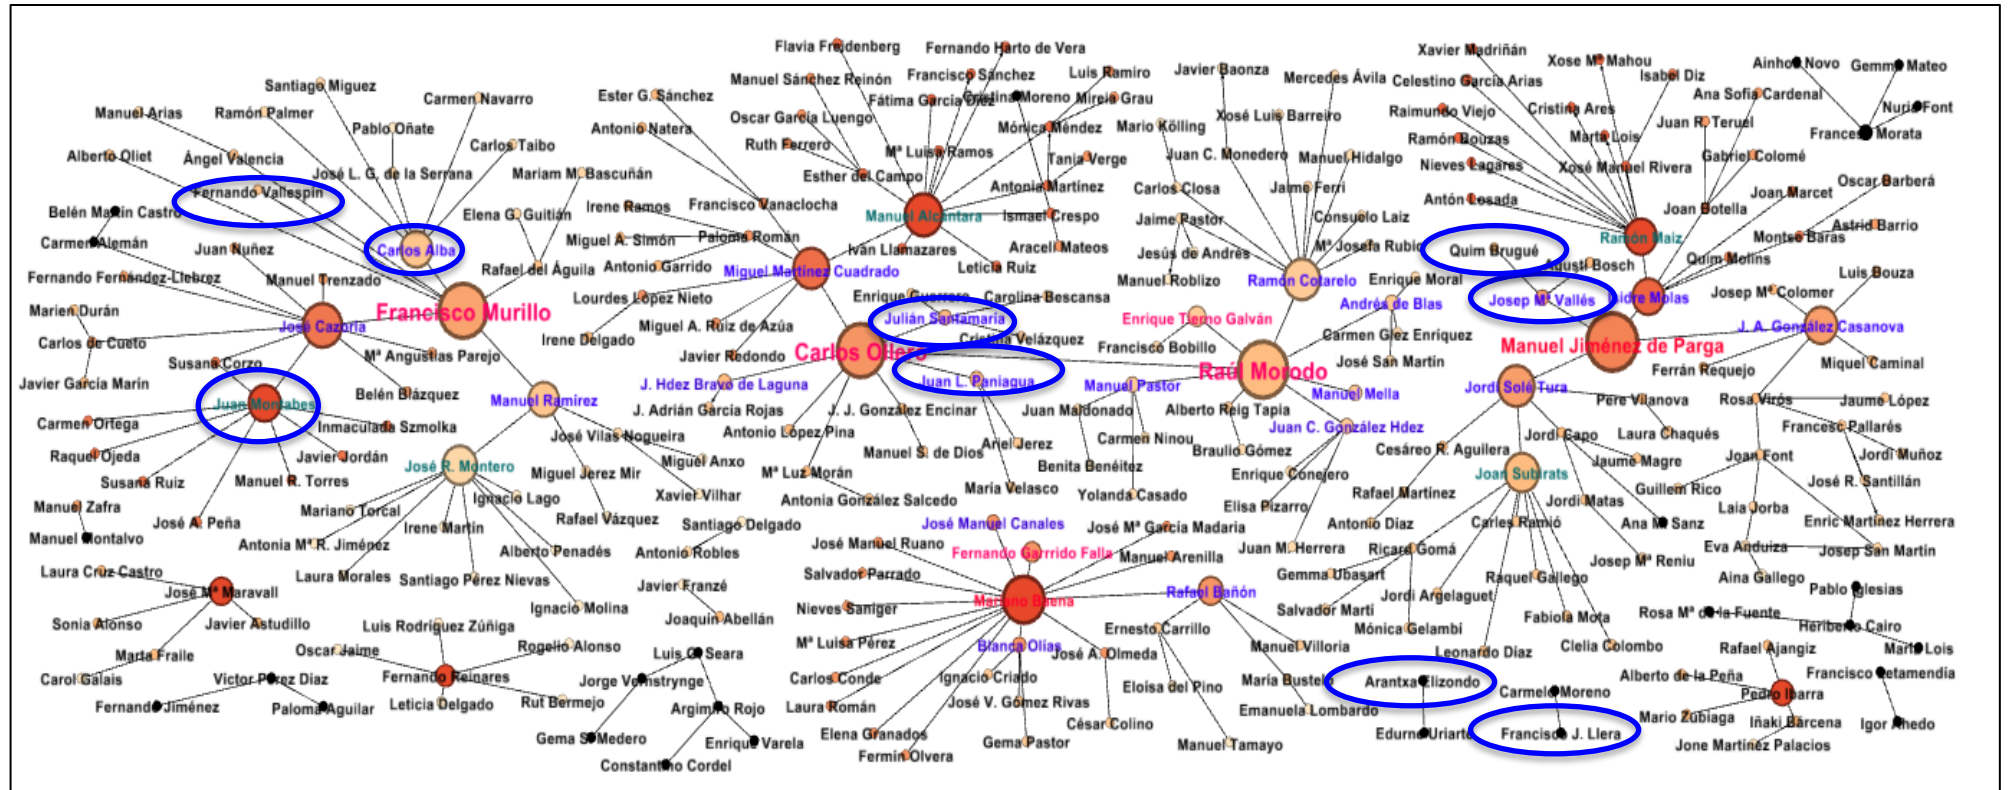 Flavia Freidenberg
Fernando Harto de Vera
Xavier Madriñán
Xose M. Mahou
Ainhoa Novo
Gemma Mateo
Santiago Miguez
Manuel Sánchez Reinón
Francisco Sánchez
Luis Ramiro
Javier Baonza
Mercedes Ávila
Celestino García Arias
Isabel Diz
Ana Sofía Cardenal
Manuel Arias
Ramón Palmer
Carmen Navarro
Ester G. Sánchez
Fátima García Díez
Cristina Moreno
Mireia Grau
Raimundo Viejo
Cristina Ares
Nuria Font
Oscar García Luengo
Xosé Luis Barreiro
Juan R. Teruel
Pablo Oñate
Antonio Natera
Mónica Méndez
Mario Kölling
Ramón Bouzas
Marta Lois
Francesc Morata
Alberto Oliet
Ángel Valencia
Carlos Taibo
Ruth Ferrero
Mª Luisa Ramos
Tania Verge
Juan C. Monedero
Manuel Hidalgo
Nieves Lagares
Xosé Manuel Rivera
Gabriel Colomé
José L. G. de la Serrana
Mariam M. Bascuñán
Esther del Campo
Antonia Martínez
Carlos Closa
Jaime Ferri
Joan Marcet
Oscar Barberá
Fernando Vallespín
Irene Ramos
Francisco Vanaclocha
Antón Losada
Joan Botella
Belén Martín Castro
Elena G. Guitián
Manuel Alcántara
Ismael Crespo
Jaime Pastor
Consuelo Laiz
Astrid Barrio
Carmen Alemán
Juan Nuñez
Carlos Alba
Miguel A. Simón
Paloma Román
Iván Llamazares
Araceli Mateos
Jesús de Andrés
Mª Josefa Rubio
Quim Brugué
Ramón Maiz
Montse Baras
Rafael del Águila
Antonio Garrido
Miguel Martínez Cuadrado
Leticia Ruiz
Manuel Roblizo
Ramón Cotarelo
Enrique Moral
Agustí Bosch
Quim Molins
Luis Bouza
Fernando Fernández-Llebrez
Manuel Trenzado
Lourdes López Nieto
Enrique Guerrero
Carolina Bescansa
Andrés de Blas
Josep Mª Vallés
Isidre Molas
Josep Mª Colomer
Marien Durán
José Cazorla
Francisco Murillo
Miguel A. Ruiz de Azúa
Julián Santamaría
Enrique Tierno Galván
J. A. González Casanova
Carlos de Cueto
Irene Delgado
Cristina Velázquez
Carmen Glez Enriquez
Mª Angustias Parejo
Javier Redondo
Carlos Ollero
Francisco Bobillo
José San Martín
Manuel Jiménez de Parga
Susana Corzo
Raúl Morodo
Ferrán Requejo
Miquel Caminal
Javier García Marín
Belén Blázquez
J. Hdez Bravo de Laguna
Juan L. Paniagua
Manuel Pastor
Manuel Mella
Jordi Solé Tura
Juan Montabes
Manuel Ramírez
J. Adrián García Rojas
J. J. González Encinar
Juan Maldonado
Alberto Reig Tapia
Pere Vilanova
Rosa Virós
Jaume López
Carmen Ortega
Inmaculada Szmolka
José Vilas Nogueira
Antonio López Pina
Ariel Jerez
Carmen Ninou
Juan C. González Hdez
Jordi Capo
Laura Chaqués
Francesc Pallarés
Raquel Ojeda
Javier Jordán
José R. Montero
Miguel Anxo
Manuel S. de Dios
Braulio Gómez
Cesáreo R. Aguilera
Jaume Magre
Joan Font
Jordi Muñoz
Susana Ruiz
Manuel R. Torres
Miguel Jerez Mir
Mª Luz Morán
Benita Benéitez
Enrique Conejero
Joan Subirats
Guillem Rico
José R. Santillán
Manuel Zafra
Mariano Torcal
Ignacio Lago
Xavier Vilhar
Antonia González Salcedo
María Velasco
Yolanda Casado
Elisa Pizarro
Rafael Martínez
Jordi Matas
Laia Jorba
José A. Peña
Irene Martín
Rafael Vázquez
Santiago Delgado
José Manuel Canales
José Mª García Madaria
Antonio Díaz
Carles Ramió
Ana M. Sanz
Enric Martínez Herrera
Manuel Montalvo
Antonia Mª R. Jiménez
Alberto Penadés
Antonio Robles
José Manuel Ruano
Fernando Garrrido Falla
Manuel Arenilla
Juan M. Herrera
Ricard Gomá
Josep Mª Reniu
Eva Anduiza
Josep San Martín
Laura Cruz Castro
Laura Morales
Santiago Pérez Nievas
Javier Franzé
Salvador Parrado
Gemma Ubasart
Raquel Gallego
Aina Gallego
José Mª Maravall
Ignacio Molina
Joaquín Abellán
Nieves Saniger
Mariano Baena
Rafael Bañón
Salvador Martí
Jordi Argelaguet
Fabiola Mota
Rosa Mª de la Fuente
Pablo Iglesias
Sonia Alonso
Javier Astudillo
Luis Rodríguez Zúñiga
Mª Luisa Pérez
Ernesto Carrillo
Mónica Gelambí
Heriberto Cairo
Marta Fraile
Oscar Jaime
Rogelio Alonso
Luis G. Seara
Blanca Olías
José A. Olmeda
Manuel Villoria
Leonardo Díaz
Clelia Colombo
Rafael Ajangiz
María Lois
Carol Galais
Víctor Pérez Díaz
Fernando Reinares
Jorge Verstrynge
Carlos Conde
Ignacio Criado
Eloísa del Pino
María Bustelo
Arantxa Elizondo
Carmelo Moreno
Alberto de la Peña
Pedro Ibarra
Francisco Letamendía
Fernando Jiménez
Paloma Aguilar
Leticia Delgado
Rut Bermejo
Argimiro Rojo
Laura Román
José V. Gómez Rivas
César Colino
Emanuela Lombardo
Mario Zubiaga
Iñaki Bárcena
Igor Ahedo
Gema S. Medero
Enrique Varela
Elena Granados
Gema Pastor
Manuel Tamayo
Edurne Uriarte
Francisco J. Llera
Jone Martínez Palacios
Constantino Cordel
Fermín Olvera